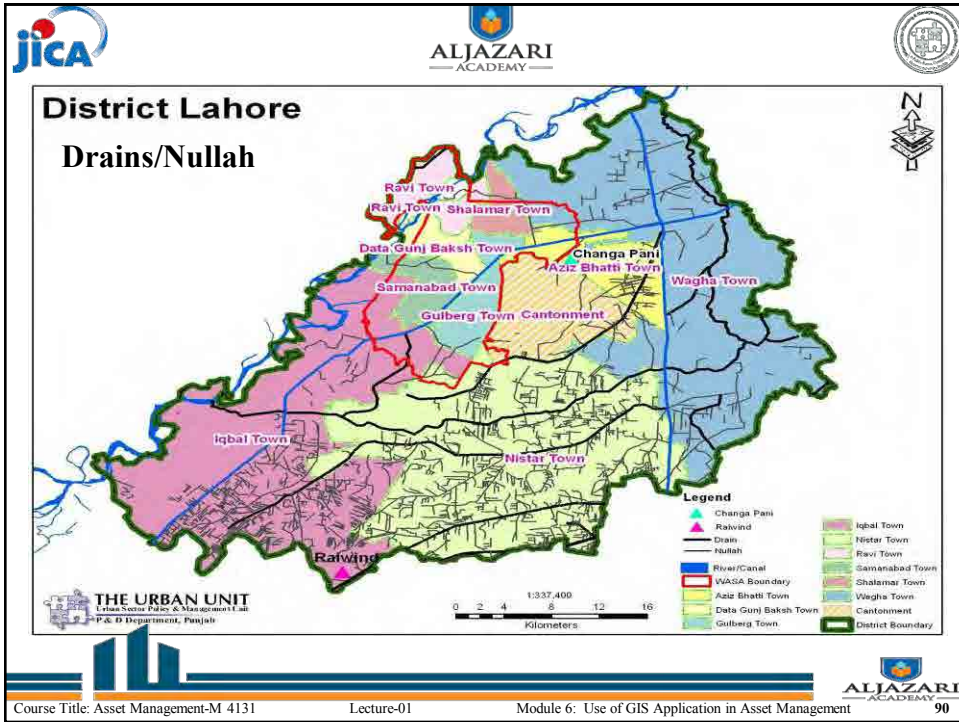 jICA
ALJAZARI
ACADEMY
District Lahore
Drains/Nullah
N
Ravi Town
Ravi Town
Shalamar Town
Data Gunj Baksh Town
Changa Pani
Aziz Bhatti Town
Wagha Town
Samanabad Town
Gulberg Town
Cantonment
Iqbal Town
Nistar Town
Raiwind
Legend
Changa Pani
Raiwind
Drain
Nullah
River/Canal
WASA Boundary
Aziz Bhatti Town
Data Gunj Baksh Town
Gulberg Town
Iqbal Town
Nistar Town
Ravi Town
Samanabad Town
Shalamar Town
Wagha Town
Cantonment
District Boundary
1:337,400
0 2 4 8 12 16
Kilometers
THE URBAN UNIT
Urban Sector Policy & Management Unit
P & D Department, Punjab
ALJAZARI
ACADEMY
Course Title: Asset Management-M 4131 Lecture-01 Module 6: Use of GIS Application in Asset Management 90